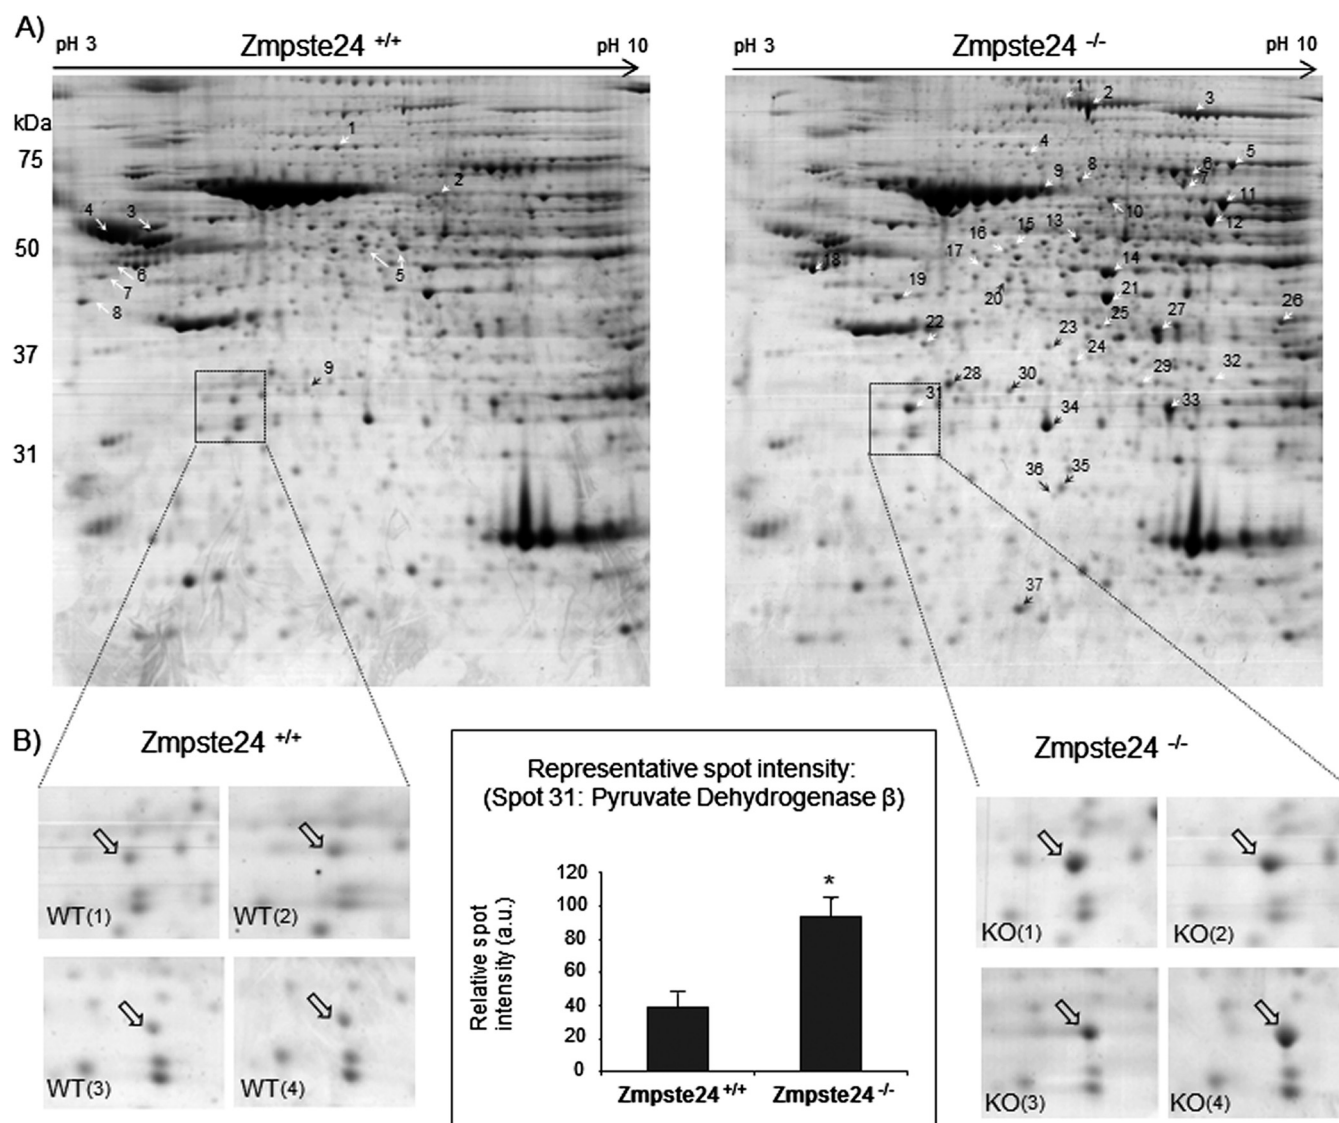 A)
pH 3 Zmpste24 +/+ pH 10
pH 3 Zmpste24 -/- pH 10
kDa
75
50
37
31
1
2
3
4
5
6
7
8
9
1
2
3
4
5
6
7
8
9
10
11
12
13
14
15
16
17
18
19
20
21
22
23
24
25
26
27
28
29
30
31
32
33
34
35
36
37
B)
Zmpste24 +/+
WT(1)
WT(2)
WT(3)
WT(4)
Representative spot intensity:
(Spot 31: Pyruvate Dehydrogenase β)
Relative spot
intensity (a.u.)
120
100
80
60
40
20
0
*
Zmpste24 +/+
Zmpste24 -/-
Zmpste24 -/-
KO(1)
KO(2)
KO(3)
KO(4)